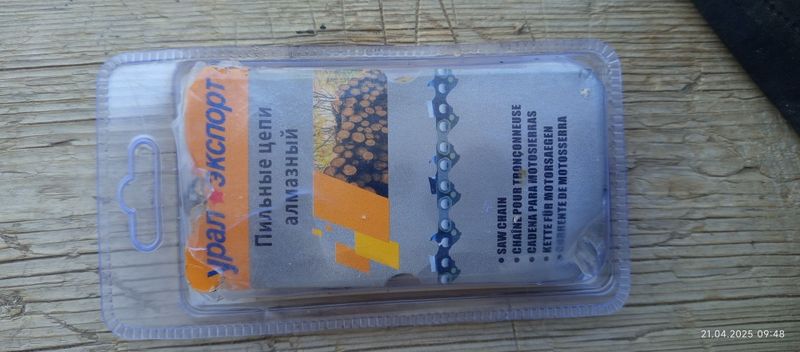 урал★экспорт
Пильные цепи
алмазный
• SAW CHAIN
• CHAÎNE POUR TRONÇONNEUSE
• CADENA PARA MOTOSIERRAS
• KETTE FÜR MOTORSAEGEN
• CORRENTE DE MOTOSSERRA
21.04.2025 09:48